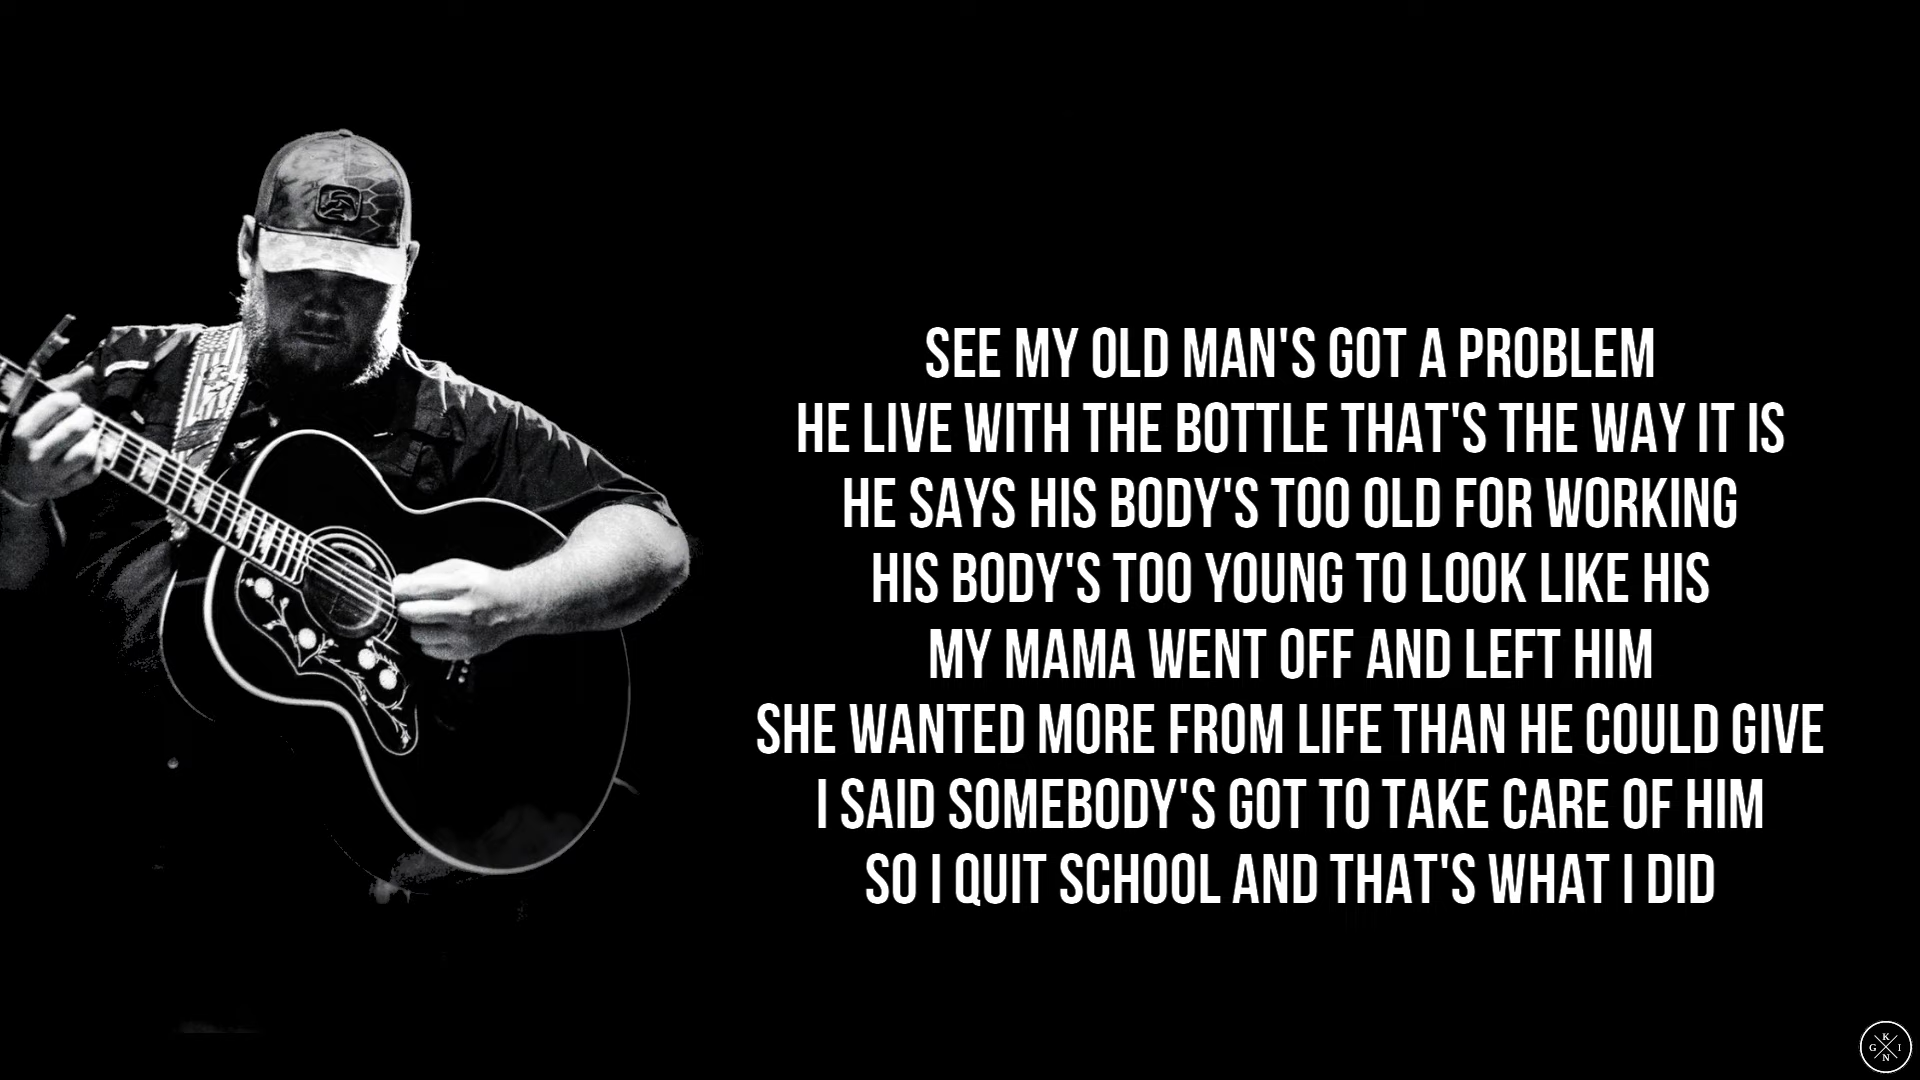 SEE MY OLD MAN'S GOT A PROBLEM
HE LIVE WITH THE BOTTLE THAT'S THE WAY IT IS
HE SAYS HIS BODY'S TOO OLD FOR WORKING
HIS BODY'S TOO YOUNG TO LOOK LIKE HIS
MY MAMA WENT OFF AND LEFT HIM
SHE WANTED MORE FROM LIFE THAN HE COULD GIVE
I SAID SOMEBODY'S GOT TO TAKE CARE OF HIM
SO I QUIT SCHOOL AND THAT'S WHAT I DID
K
G I
N